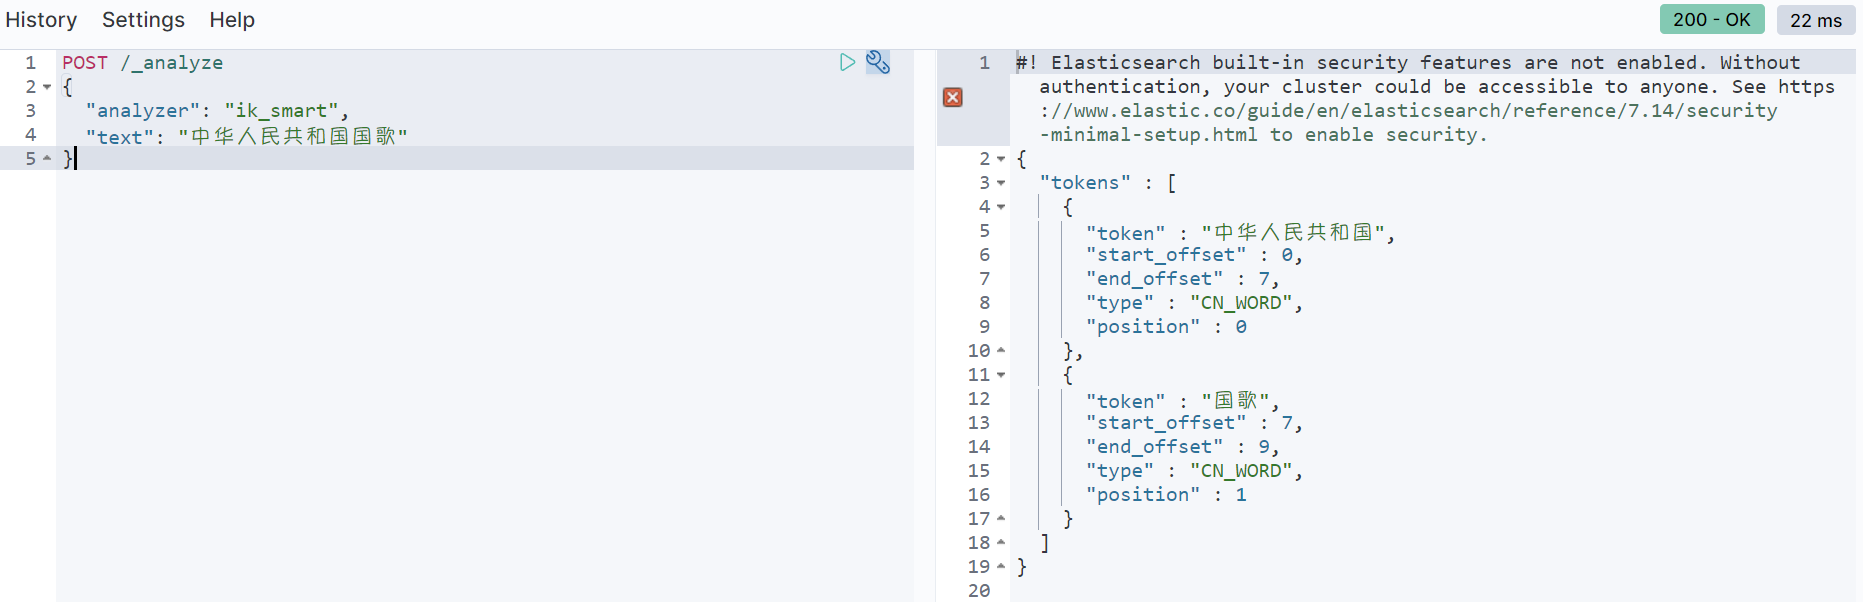 History Settings Help 200 - OK 22 ms
1 POST /_analyze
2 {
3 "analyzer": "ik_smart",
4 "text": "中华人民共和国国歌"
5 }
1 #! Elasticsearch built-in security features are not enabled. Without
authentication, your cluster could be accessible to anyone. See https
://www.elastic.co/guide/en/elasticsearch/reference/7.14/security
-minimal-setup.html to enable security.
2 {
3 "tokens" : [
4 {
5 "token" : "中华人民共和国",
6 "start_offset" : 0,
7 "end_offset" : 7,
8 "type" : "CN_WORD",
9 "position" : 0
10 },
11 {
12 "token" : "国歌",
13 "start_offset" : 7,
14 "end_offset" : 9,
15 "type" : "CN_WORD",
16 "position" : 1
17 }
18 ]
19 }
20